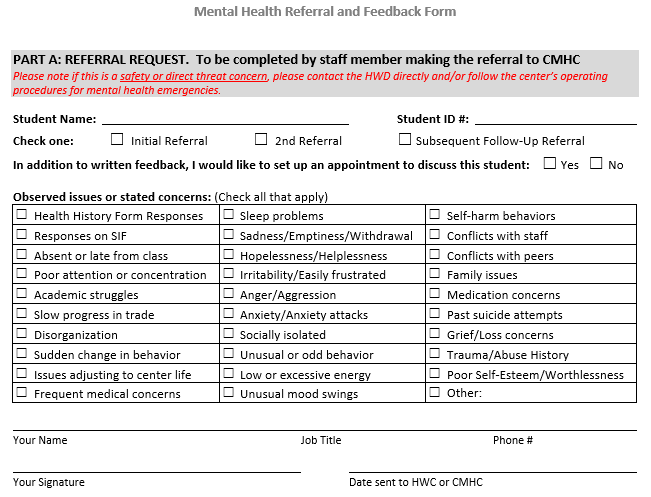 Mental Health Referral and Feedback Form
PART A: REFERRAL REQUEST. To be completed by staff member making the referral to CMHC
Please note if this is a safety or direct threat concern, please contact the HWD directly and/or follow the center's operating
procedures for mental health emergencies.
Student Name: Student ID #:
Check one: ☐ Initial Referral ☐ 2nd Referral ☐ Subsequent Follow-Up Referral
In addition to written feedback, I would like to set up an appointment to discuss this student: ☐ Yes ☐ No
Observed issues or stated concerns: (Check all that apply)
☐ Health History Form Responses ☐ Sleep problems ☐ Self-harm behaviors
☐ Responses on SIF ☐ Sadness/Emptiness/Withdrawal ☐ Conflicts with staff
☐ Absent or late from class ☐ Hopelessness/Helplessness ☐ Conflicts with peers
☐ Poor attention or concentration ☐ Irritability/Easily frustrated ☐ Family issues
☐ Academic struggles ☐ Anger/Aggression ☐ Medication concerns
☐ Slow progress in trade ☐ Anxiety/Anxiety attacks ☐ Past suicide attempts
☐ Disorganization ☐ Socially isolated ☐ Grief/Loss concerns
☐ Sudden change in behavior ☐ Unusual or odd behavior ☐ Trauma/Abuse History
☐ Issues adjusting to center life ☐ Low or excessive energy ☐ Poor Self-Esteem/Worthlessness
☐ Frequent medical concerns ☐ Unusual mood swings ☐ Other:
Your Name Job Title Phone #
Your Signature Date sent to HWC or CMHC